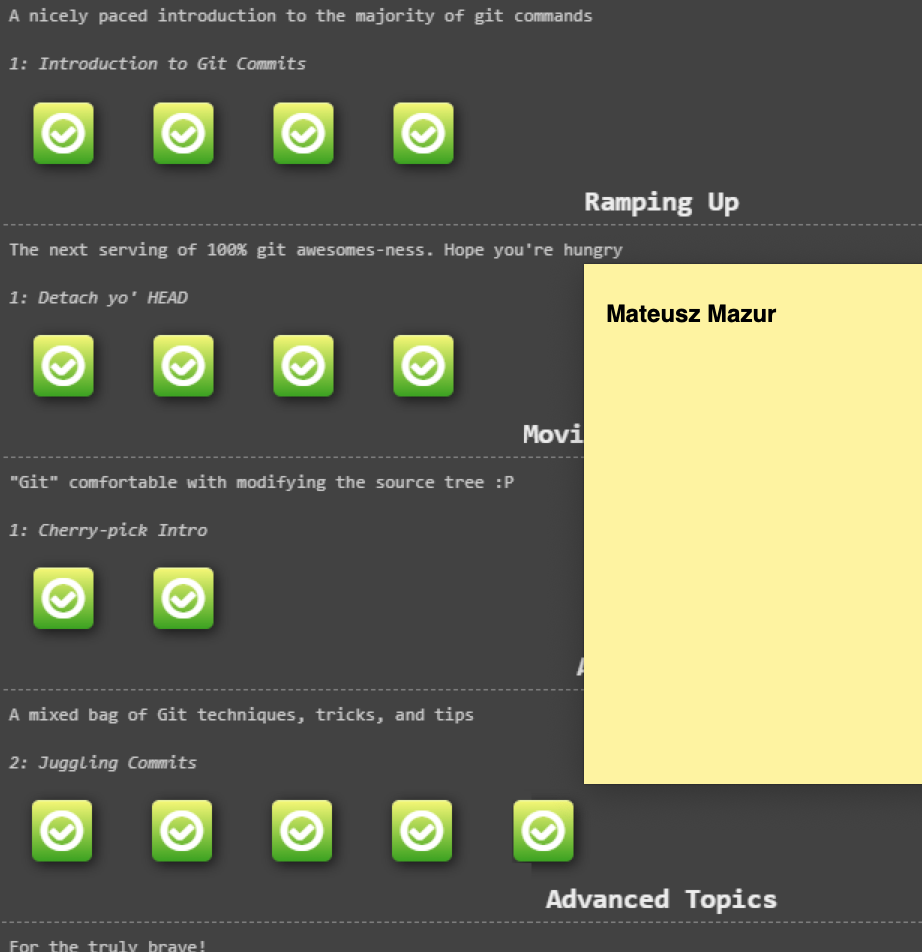 A nicely paced introduction to the majority of git commands
1: Introduction to Git Commits
Ramping Up
The next serving of 100% git awesomes-ness. Hope you're hungry
1: Detach yo' HEAD
Mateusz Mazur
Movi
"Git" comfortable with modifying the source tree :P
1: Cherry-pick Intro
A mixed bag of Git techniques, tricks, and tips
2: Juggling Commits
Advanced Topics
For the truly brave!